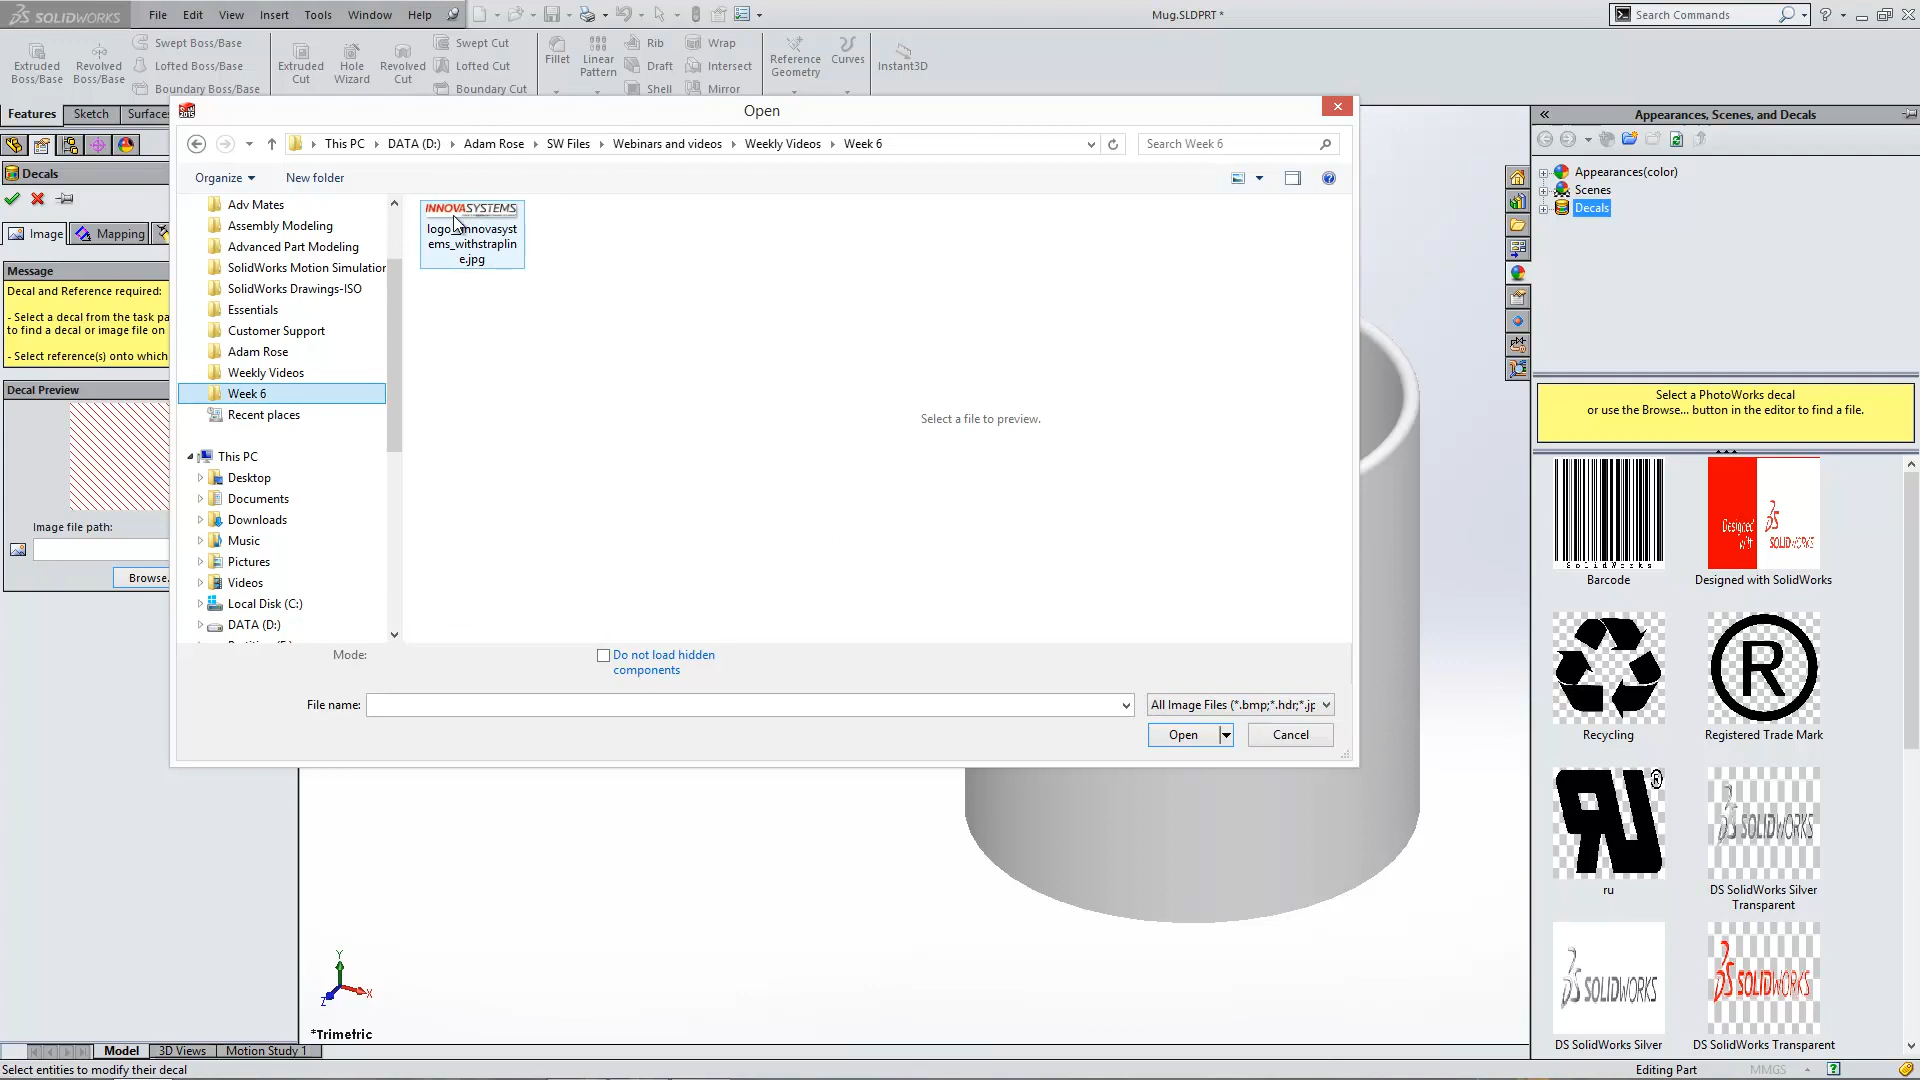 SOLIDWORKS File Edit View Insert Tools Window Help Mug.SLDPRT * Search Commands
Extruded Boss/Base
Revolved Boss/Base
Swept Boss/Base
Lofted Boss/Base
Boundary Boss/Base
Extruded Cut
Hole Wizard
Revolved Cut
Swept Cut
Lofted Cut
Boundary Cut
Fillet
Linear Pattern
Rib
Draft
Shell
Wrap
Intersect
Mirror
Reference Geometry
Curves
Instant3D
Features Sketch Surfaces
Decals
Image Mapping
Message
Decal and Reference required:
- Select a decal from the task pa
to find a decal or image file on
- Select reference(s) onto which
Decal Preview
Image file path:
Browse.
Open
This PC DATA (D:) Adam Rose SW Files Webinars and videos Weekly Videos Week 6
Search Week 6
Organize New folder
Adv Mates
Assembly Modeling
Advanced Part Modeling
SolidWorks Motion Simulation
SolidWorks Drawings-ISO
Essentials
Customer Support
Adam Rose
Weekly Videos
Week 6
Recent places
This PC
Desktop
Documents
Downloads
Music
Pictures
Videos
Local Disk (C:)
DATA (D:)
INNOVASYSTEMS
ems_withstraplin
e.jpg
Select a file to preview.
Mode:
Do not load hidden
components
File name:
All Image Files (*.bmp;*.hdr;*.jp
Open Cancel
Appearances, Scenes, and Decals
Appearances(color)
Scenes
Decals
Select a PhotoWorks decal
or use the Browse... button in the editor to find a file.
SolidWorks
Barcode
Designed with SOLIDWORKS
Designed with SolidWorks
Recycling
R
Registered Trade Mark
ru
SOLIDWORKS
DS SolidWorks Silver
Transparent
SOLIDWORKS
DS SolidWorks Silver
SOLIDWORKS
DS SolidWorks Transparent
Y
X
Z
*Trimetric
Model 3D Views Motion Study 1
Select entities to modify their decal
Editing Part MMGS